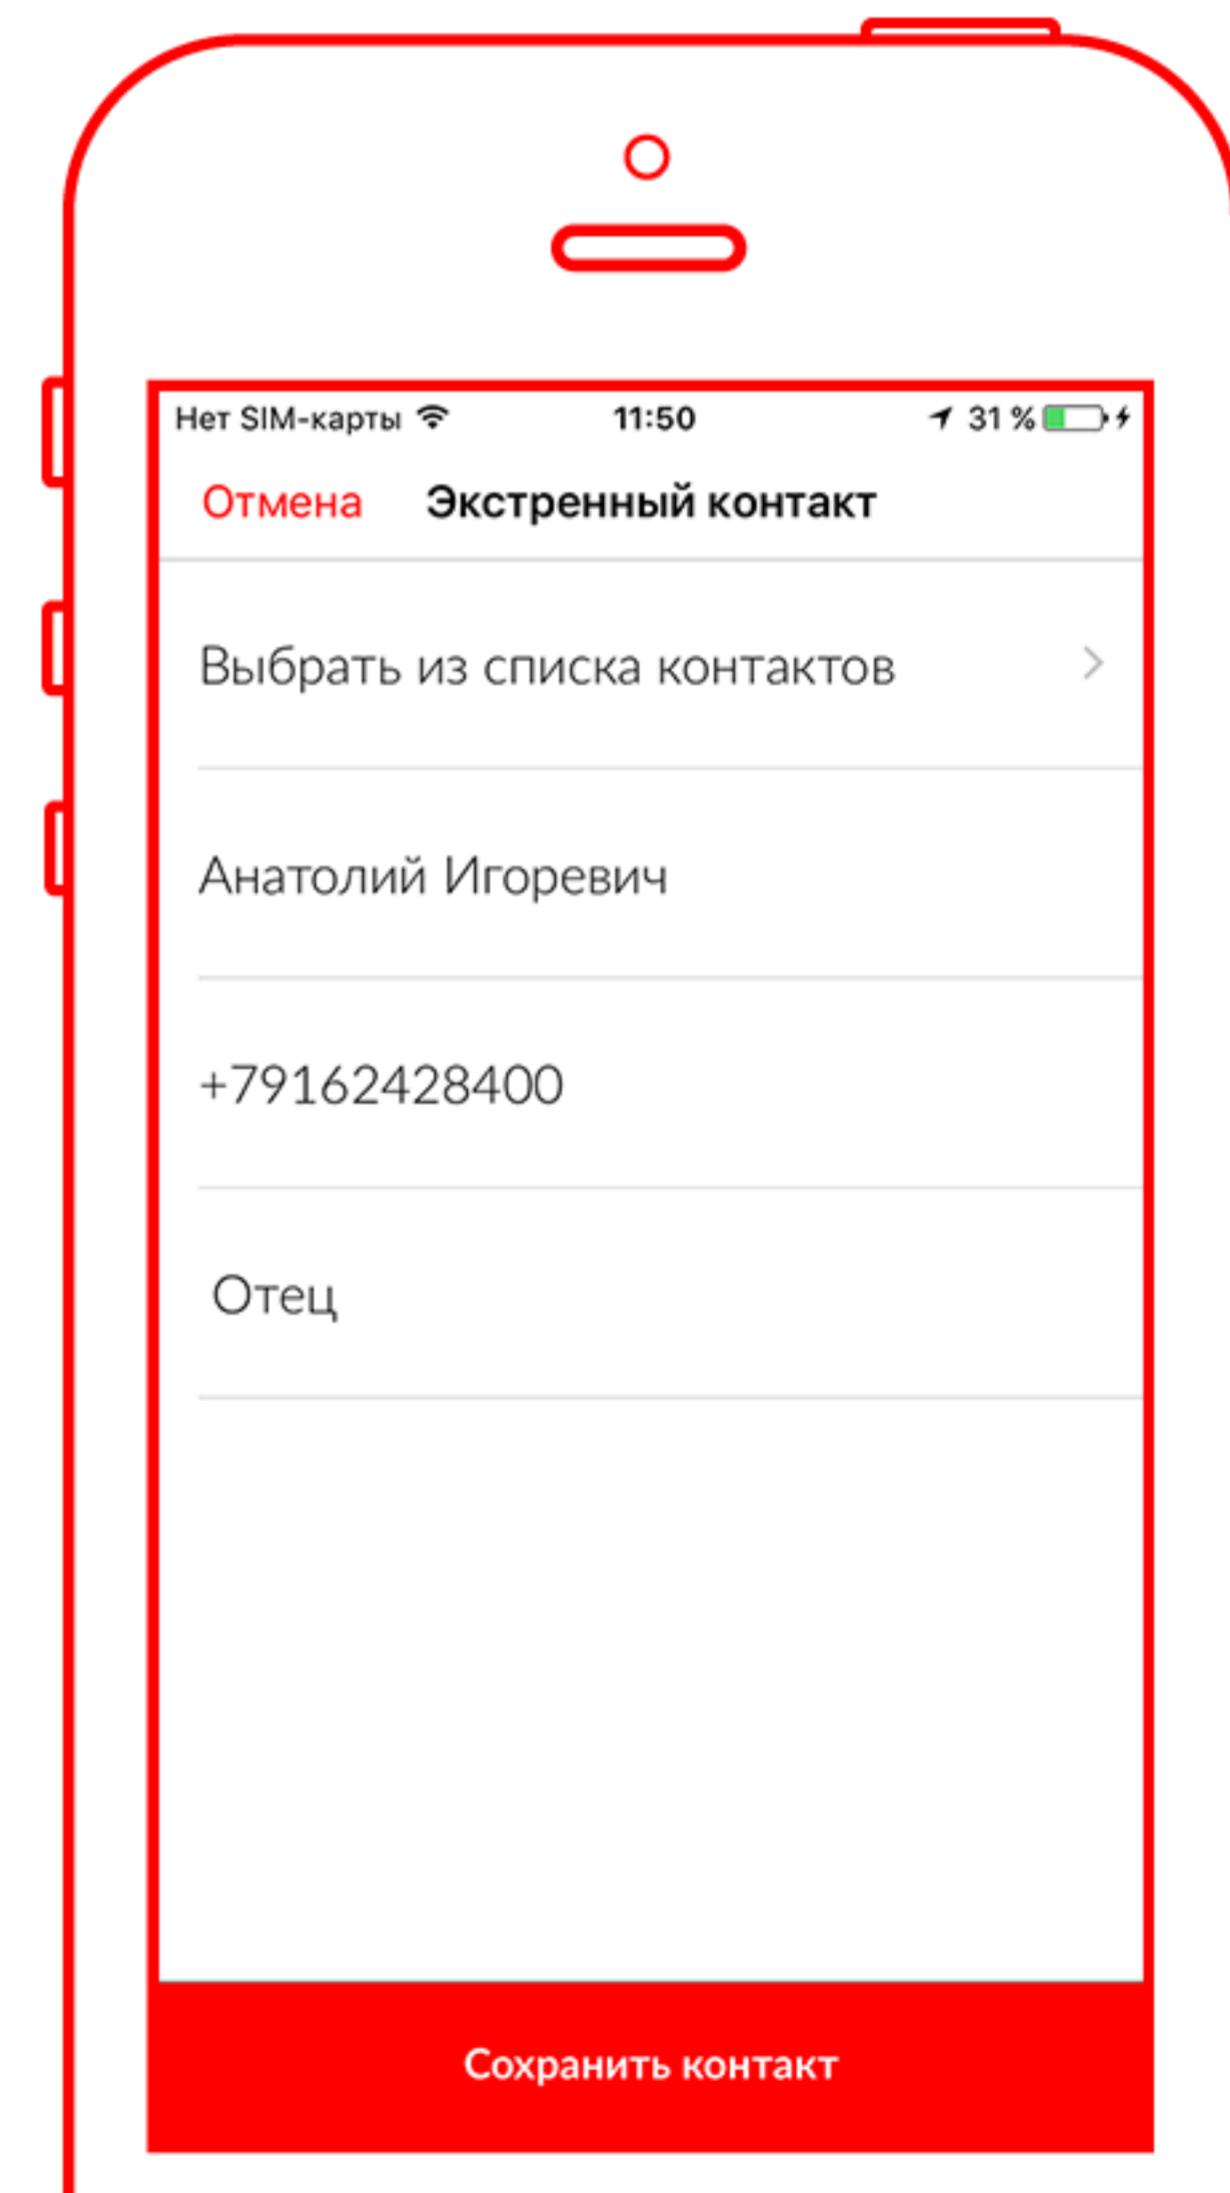 Нет SIM-карты 11:50 31 %
Отмена Экстренный контакт
Выбрать из списка контактов
Анатолий Игоревич
+79162428400
Отец
Сохранить контакт